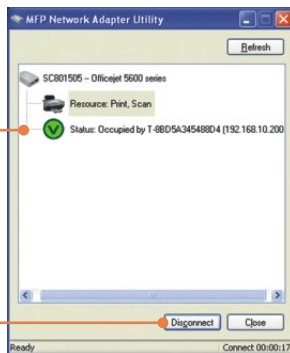 MFP Network Adapter Utility
Refresh
SC801505 -- Officejet 5600 series
Resource: Print, Scan
Status: Occupied by T-8BD5A345488D4 (192.168.10.200
Disconnect
Close
Ready
Connect 00:00:17